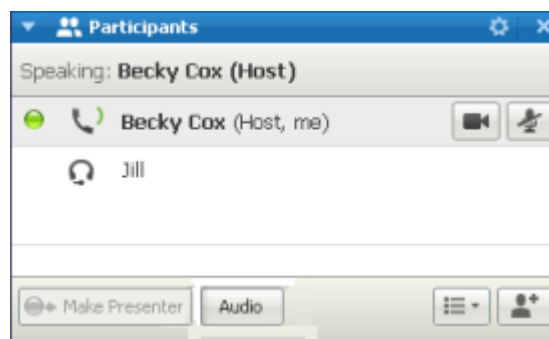 Participants
Speaking: Becky Cox (Host)
Becky Cox (Host, me)
Jill
Make Presenter Audio